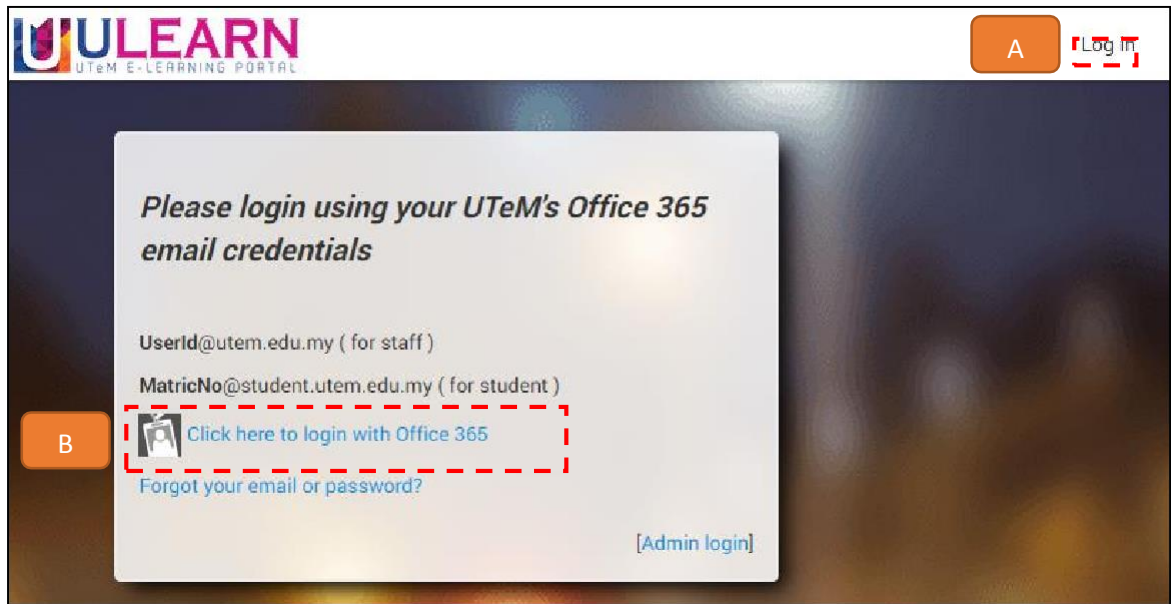 ULEARN
UTeM E-LEARNING PORTAL
A
Log in
Please login using your UTeM's Office 365
email credentials
UserId@utem.edu.my ( for staff )
MatricNo@student.utem.edu.my ( for student )
B
Click here to login with Office 365
Forgot your email or password?
[Admin login]